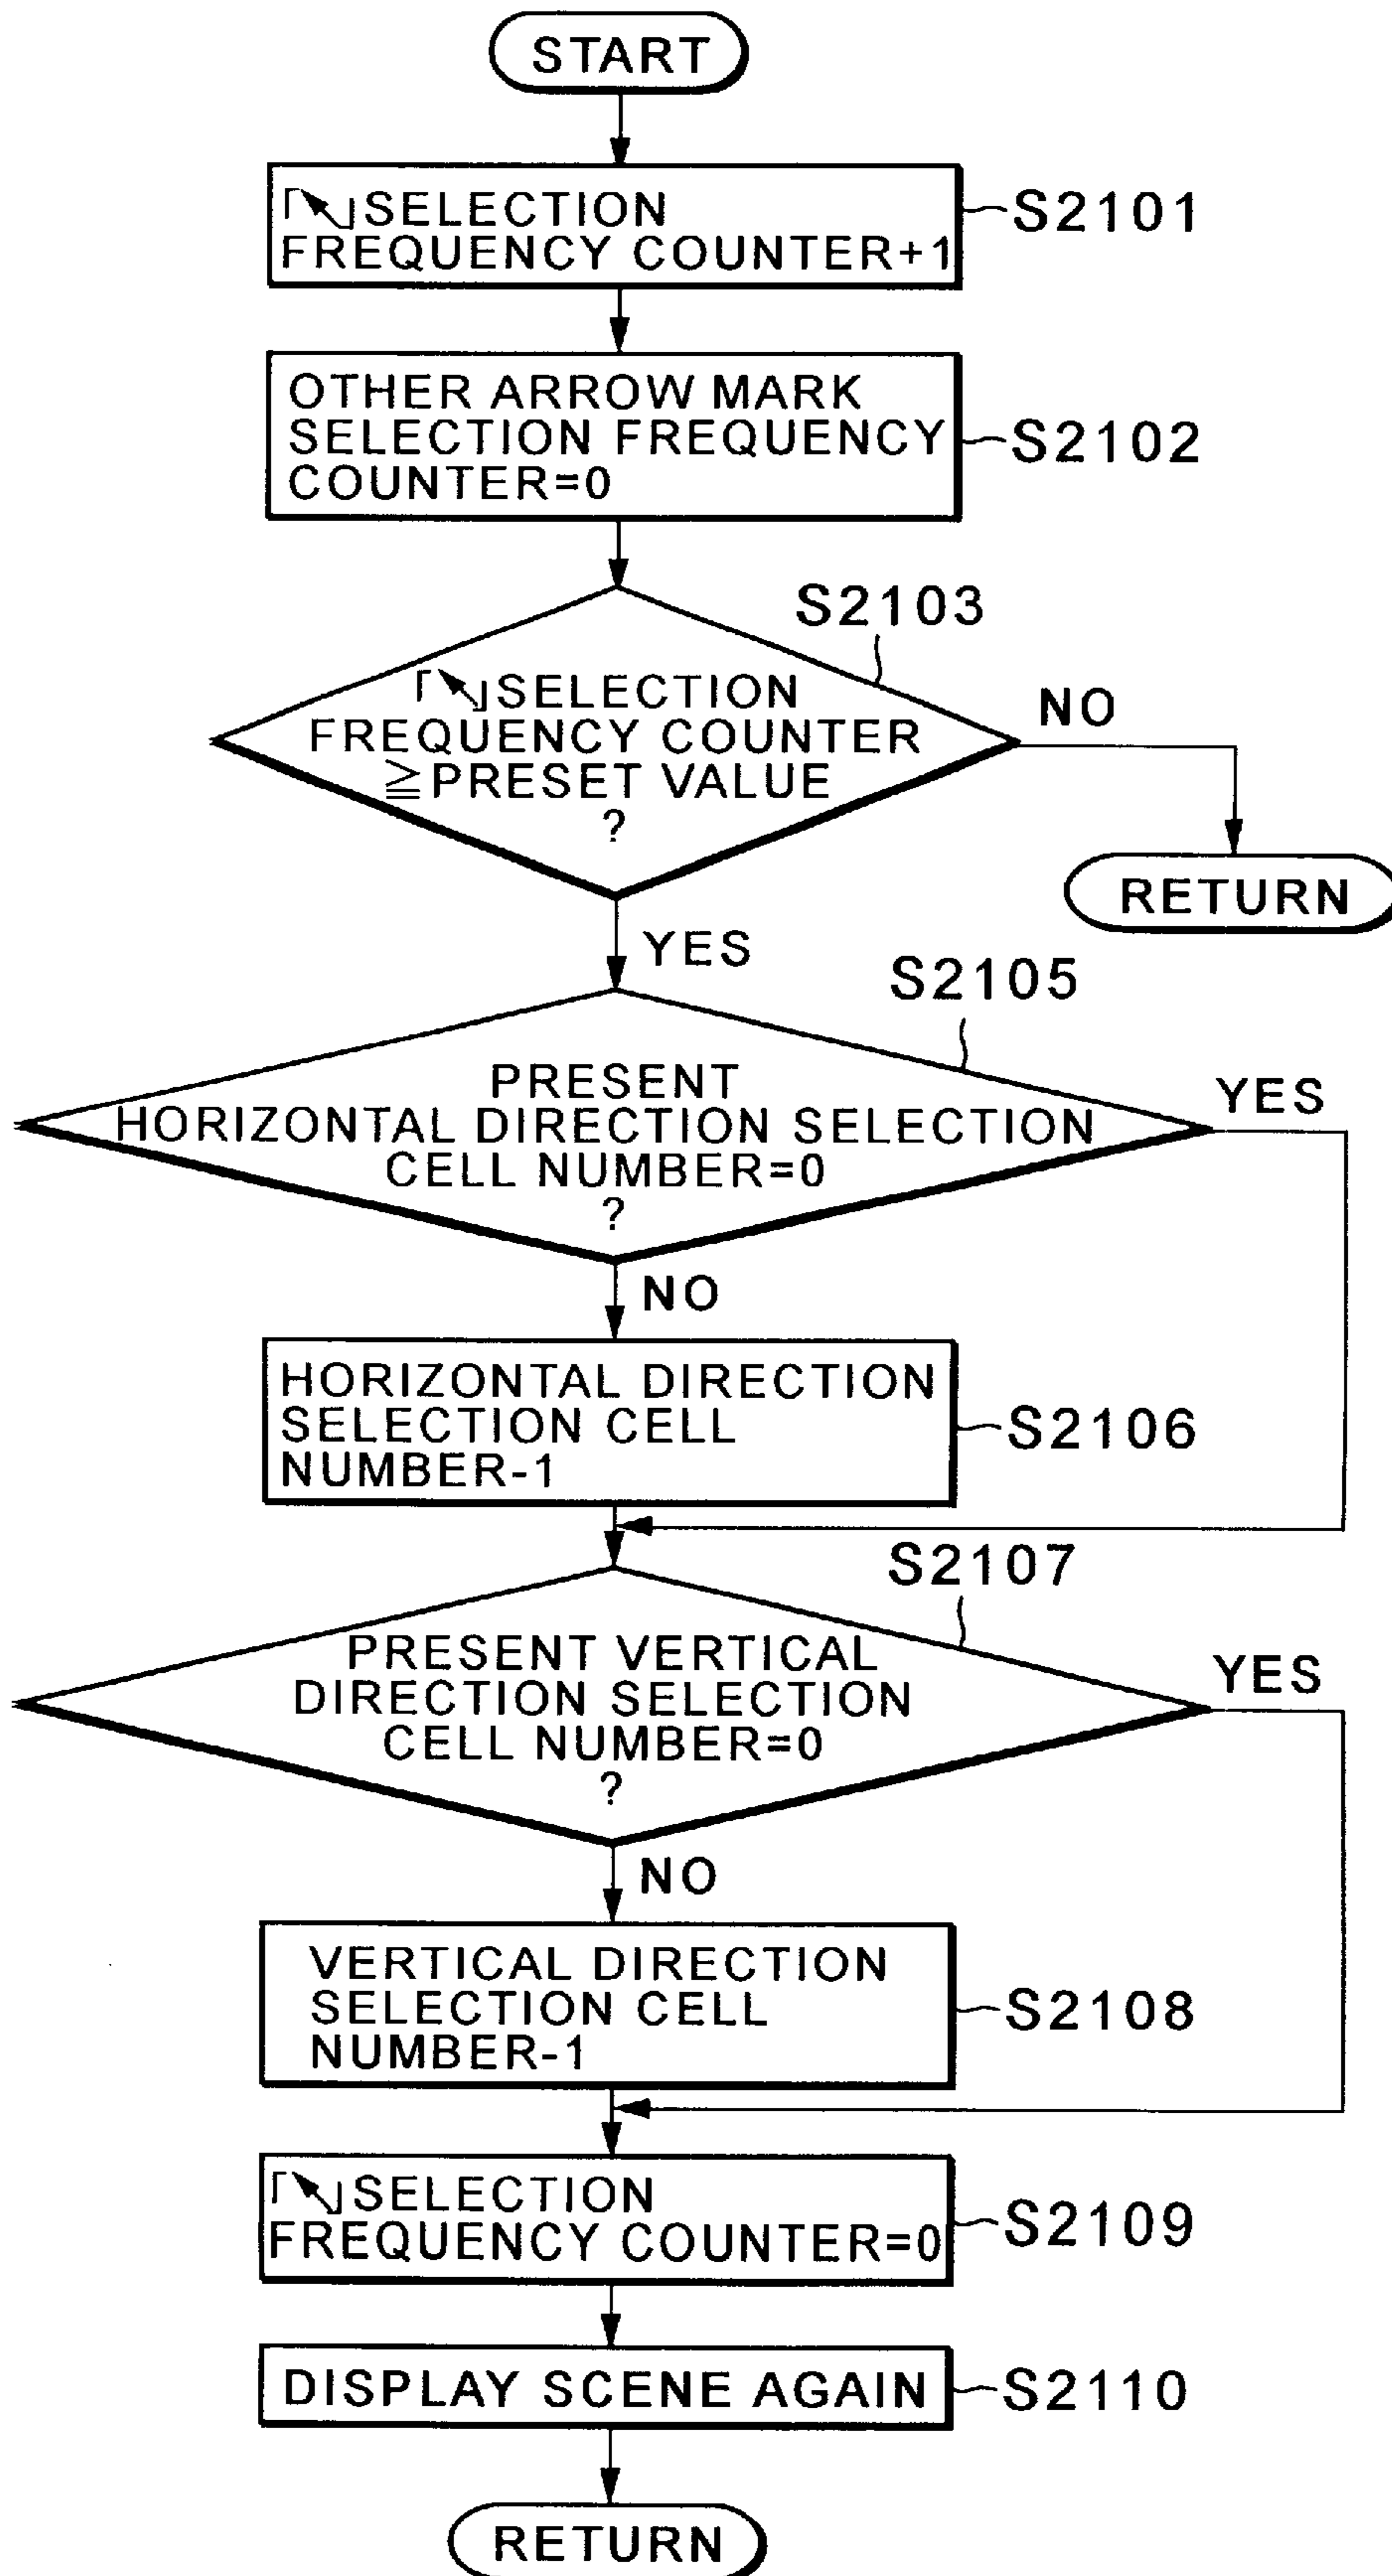 START
「↖」SELECTION
FREQUENCY COUNTER+1
S2101
OTHER ARROW MARK
SELECTION FREQUENCY
COUNTER=0
S2102
S2103
「↖」SELECTION
FREQUENCY COUNTER
≧PRESET VALUE
?
NO
RETURN
YES
S2105
PRESENT
HORIZONTAL DIRECTION SELECTION
CELL NUMBER=0
?
YES
NO
HORIZONTAL DIRECTION
SELECTION CELL
NUMBER-1
S2106
S2107
PRESENT VERTICAL
DIRECTION SELECTION
CELL NUMBER=0
?
YES
NO
VERTICAL DIRECTION
SELECTION CELL
NUMBER-1
S2108
「↖」SELECTION
FREQUENCY COUNTER=0
S2109
DISPLAY SCENE AGAIN
S2110
RETURN